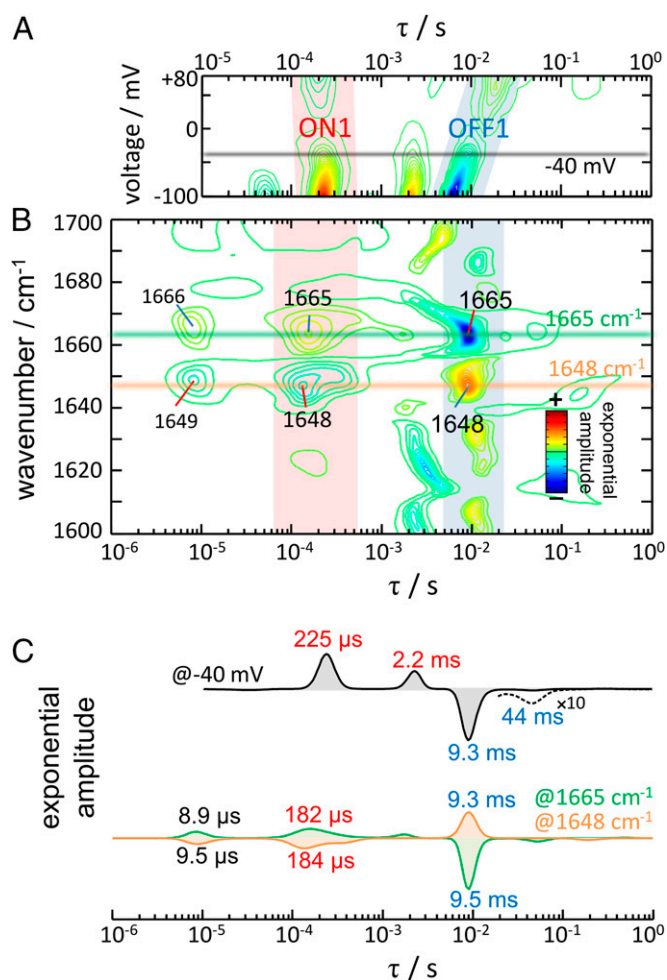 A
τ / s
10⁻⁵ 10⁻⁴ 10⁻³ 10⁻² 10⁻¹ 10⁰
voltage / mV
+80
0
-100
ON1
OFF1
-40 mV
B
wavenumber / cm⁻¹
1700
1680
1660
1640
1620
1600
1666
1665
1665
1665 cm⁻¹
1648 cm⁻¹
1649
1648
1648
+
−
exponential
amplitude
10⁻⁶ 10⁻⁵ 10⁻⁴ 10⁻³ 10⁻² 10⁻¹ 10⁰
τ / s
C
exponential
amplitude
@-40 mV
225 µs
2.2 ms
×10
44 ms
9.3 ms
9.3 ms
@1665 cm⁻¹
@1648 cm⁻¹
8.9 µs
182 µs
9.5 µs
184 µs
9.5 ms
10⁻⁶ 10⁻⁵ 10⁻⁴ 10⁻³ 10⁻² 10⁻¹ 10⁰
τ / s